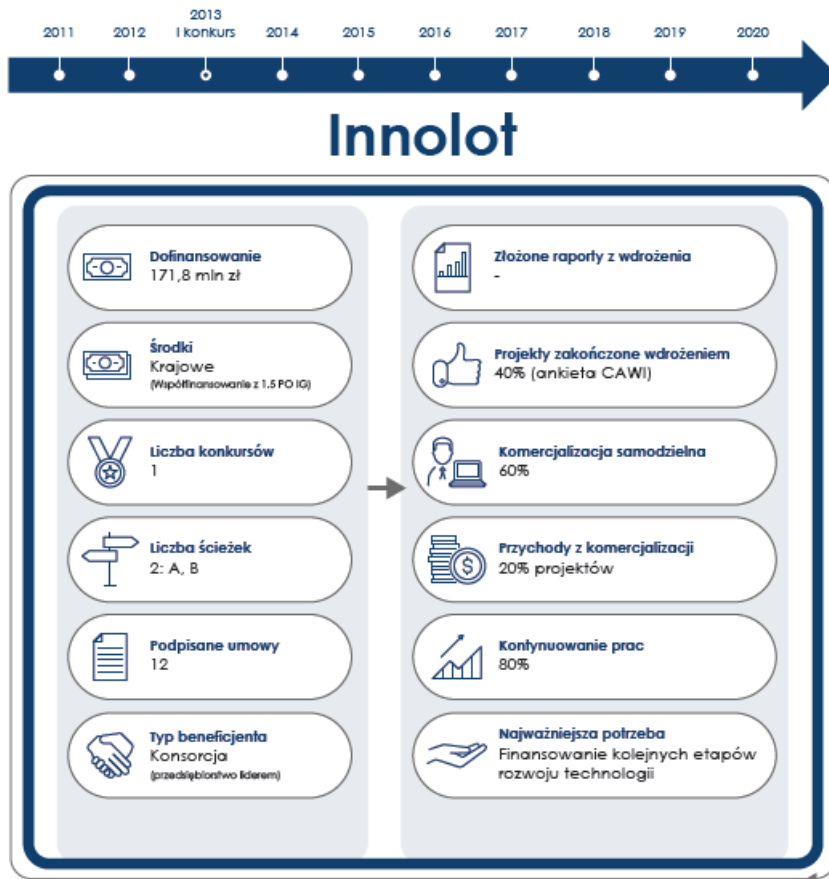 2011
2012
2013
I konkurs
2014
2015
2016
2017
2018
2019
2020
Innolot
Dofinansowanie
171,8 mln zł
Środki
Krajowe
(Współfinansowanie z 1.5 PO IG)
Liczba konkursów
1
Liczba ścieżek
2: A, B
Podpisane umowy
12
Typ beneficjenta
Konsorcja
(przedsiębiorstwo liderem)
Złożone raporty z wdrożenia
-
Projekty zakończone wdrożeniem
40% (ankieta CAWI)
Komercjalizacja samodzielna
60%
Przychody z komercjalizacji
20% projektów
$
Kontynuowanie prac
80%
Najważniejsza potrzeba
Finansowanie kolejnych etapów
rozwoju technologii